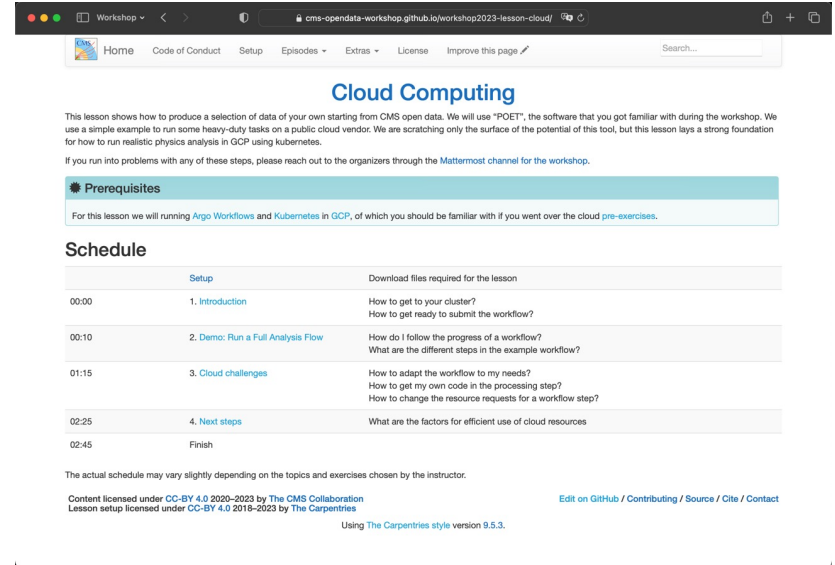 Workshop
cms-opendata-workshop.github.io/workshop2023-lesson-cloud/
CMS
Home Code of Conduct Setup Episodes Extras License Improve this page Search...
Cloud Computing
This lesson shows how to produce a selection of data of your own starting from CMS open data. We will use “POET”, the software that you got familiar with during the workshop. We
use a simple example to run some heavy-duty tasks on a public cloud vendor. We are scratching only the surface of the potential of this tool, but this lesson lays a strong foundation
for how to run realistic physics analysis in GCP using kubernetes.
If you run into problems with any of these steps, please reach out to the organizers through the Mattermost channel for the workshop.
Prerequisites
For this lesson we will running Argo Workflows and Kubernetes in GCP, of which you should be familiar with if you went over the cloud pre-exercises.
Schedule
Setup Download files required for the lesson
00:00 1. Introduction How to get to your cluster?
How to get ready to submit the workflow?
00:10 2. Demo: Run a Full Analysis Flow How do I follow the progress of a workflow?
What are the different steps in the example workflow?
01:15 3. Cloud challenges How to adapt the workflow to my needs?
How to get my own code in the processing step?
How to change the resource requests for a workflow step?
02:25 4. Next steps What are the factors for efficient use of cloud resources
02:45 Finish
The actual schedule may vary slightly depending on the topics and exercises chosen by the instructor.
Content licensed under CC-BY 4.0 2020–2023 by The CMS Collaboration Edit on GitHub / Contributing / Source / Cite / Contact
Lesson setup licensed under CC-BY 4.0 2018–2023 by The Carpentries
Using The Carpentries style version 9.5.3.